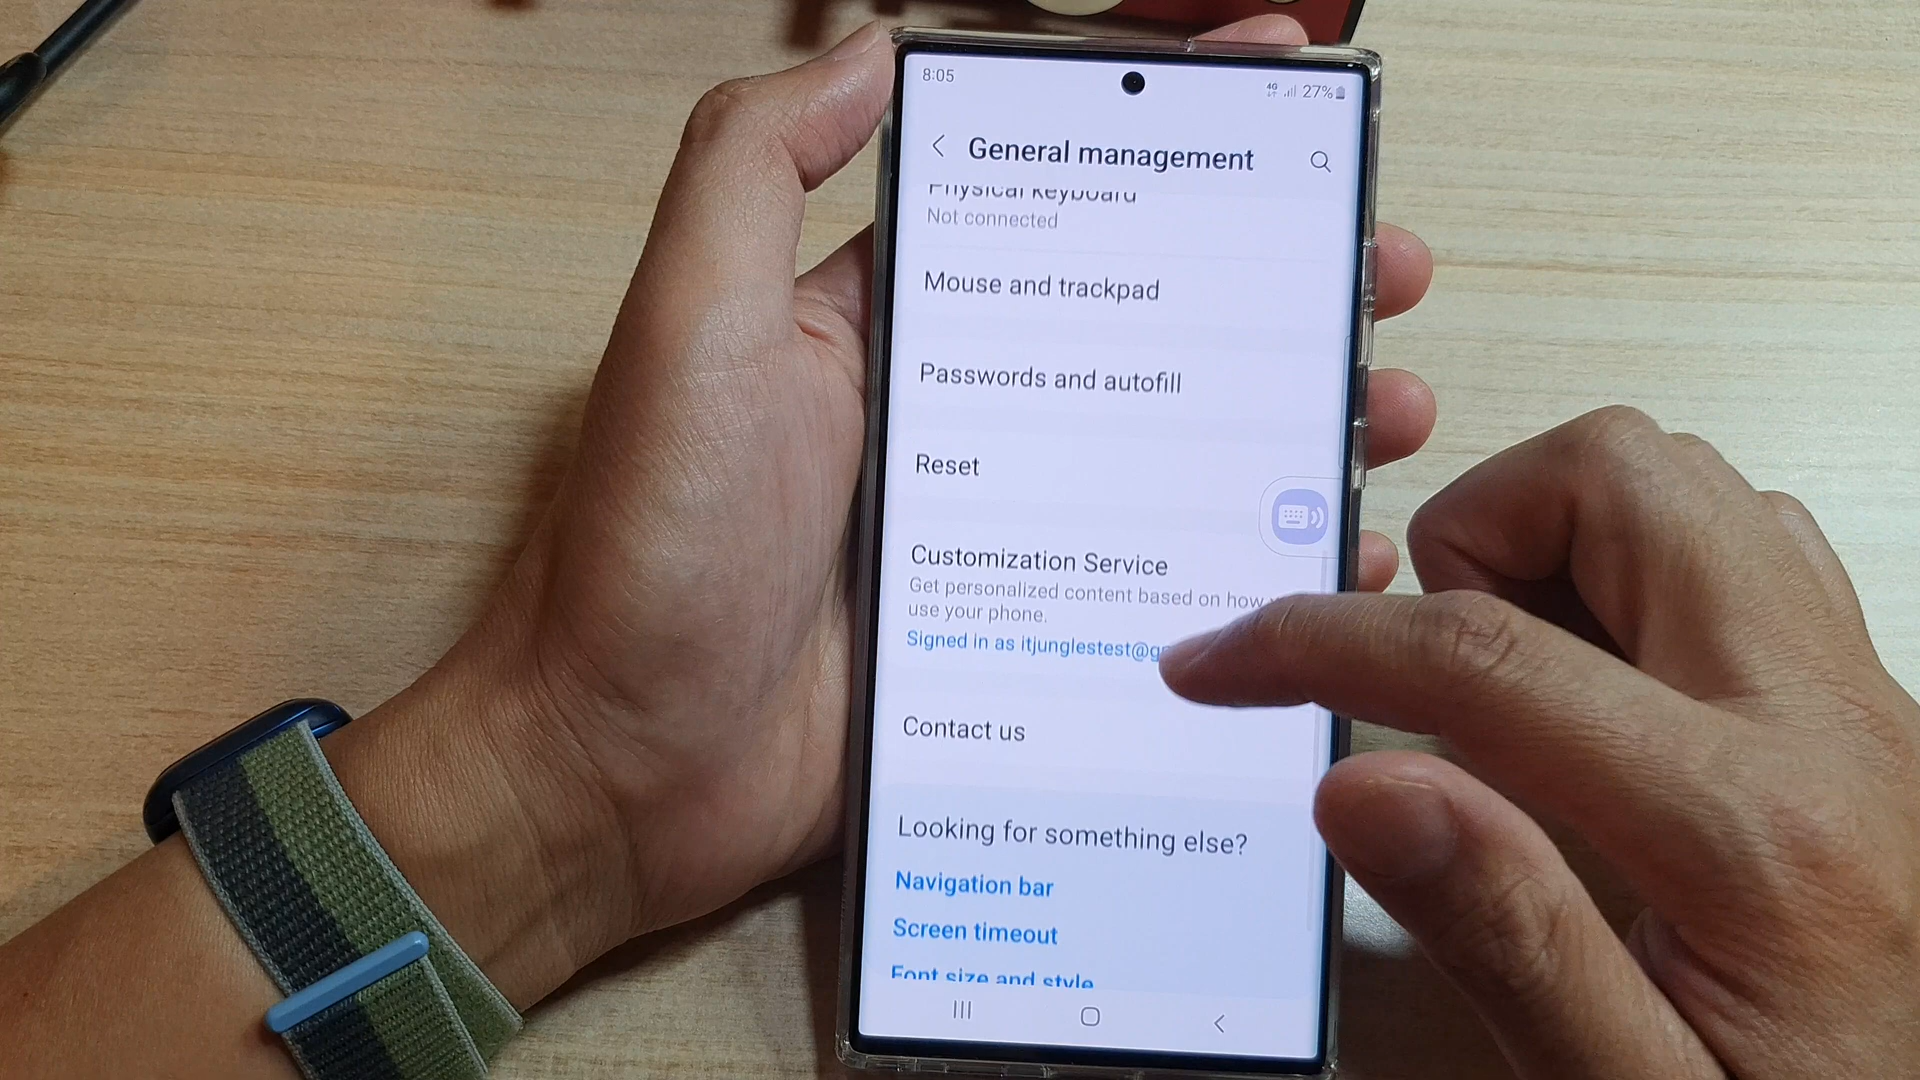 8:05
4G 27%
General management
Physical keyboard
Not connected
Mouse and trackpad
Passwords and autofill
Reset
Customization Service
Get personalized content based on how
use your phone.
Signed in as itjunglestest@g
Contact us
Looking for something else?
Navigation bar
Screen timeout
Font size and style